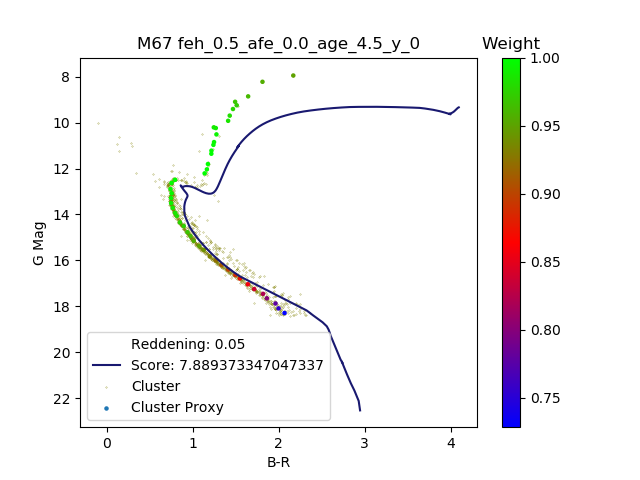 M67 feh_0.5_afe_0.0_age_4.5_y_0
Weight
8
10
12
14
16
18
20
22
G Mag
0
1
2
3
4
B-R
Reddening: 0.05
Score: 7.889373347047337
Cluster
Cluster Proxy
1.00
0.95
0.90
0.85
0.80
0.75